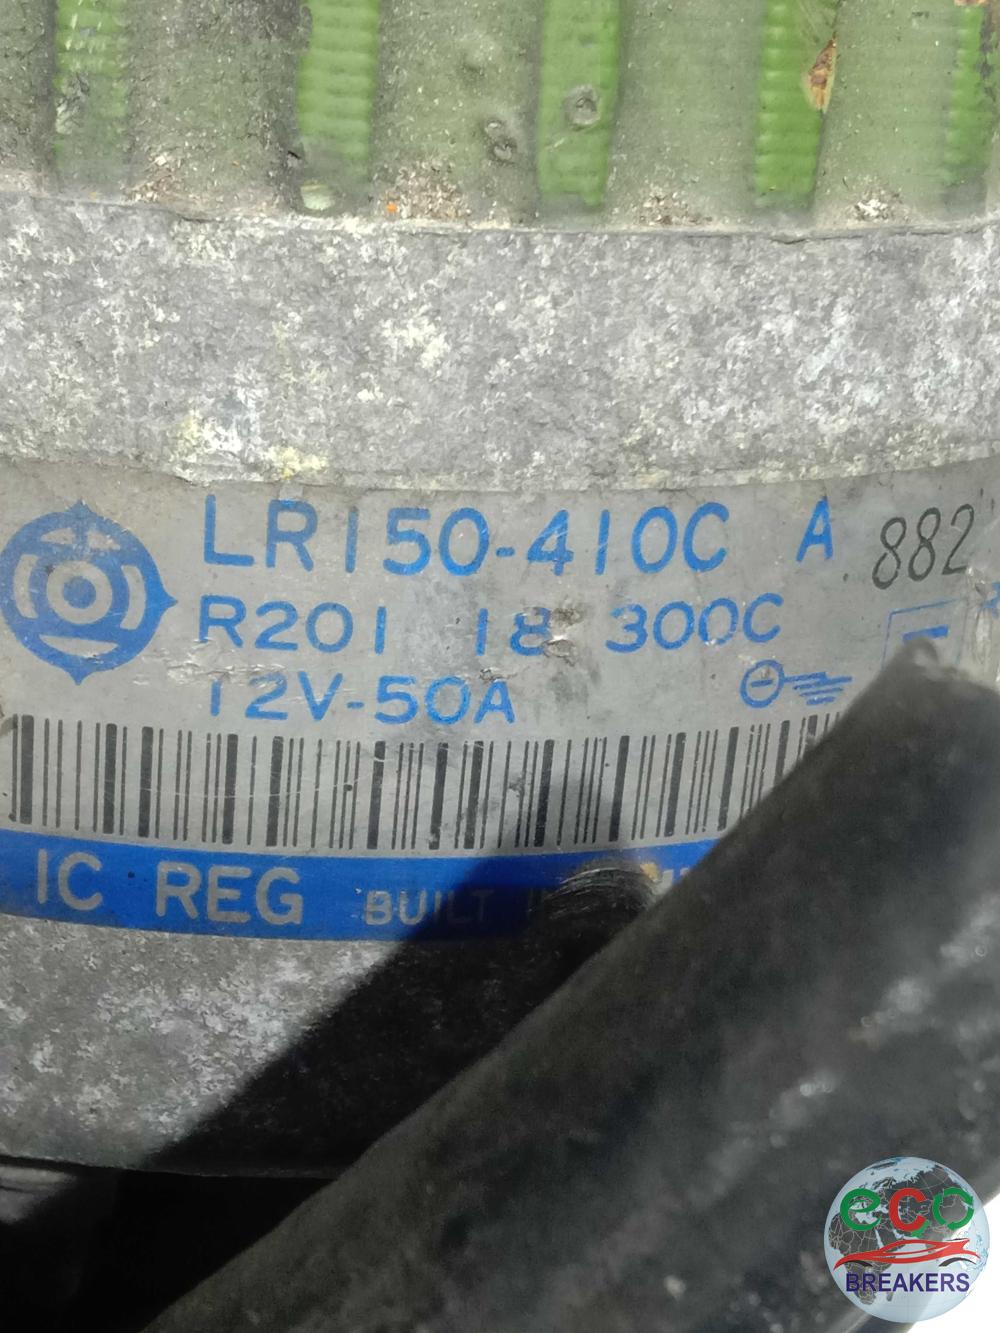 LR150-410C A 882
R201 18 300C
12V-50A
IC REG BUILT
eco
BREAKERS